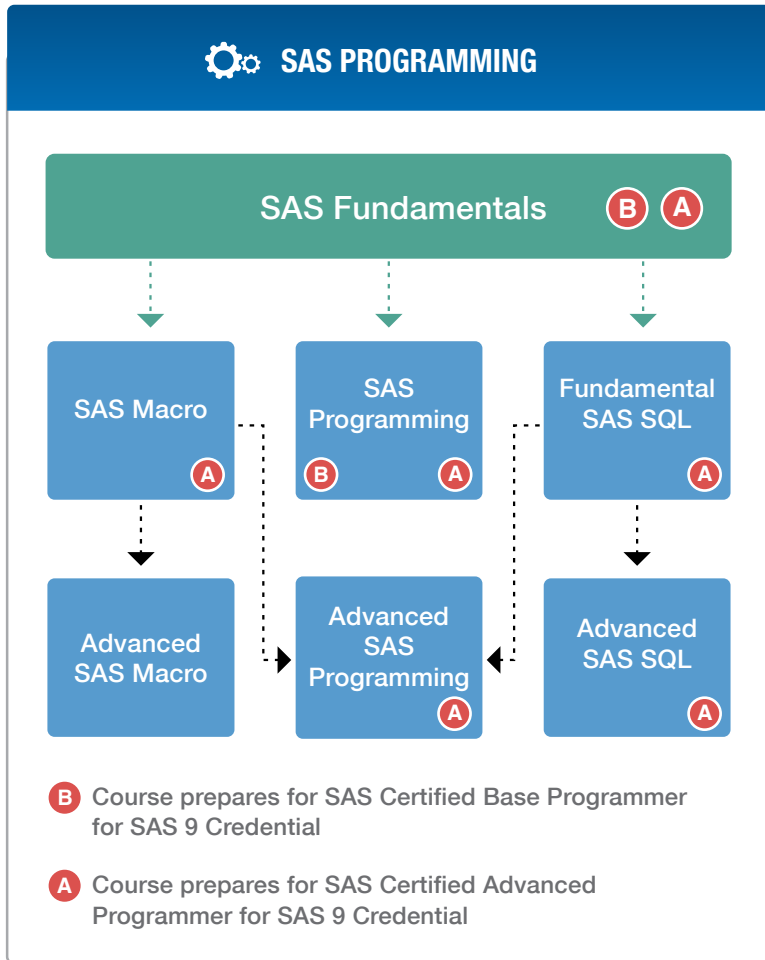 SAS PROGRAMMING
SAS Fundamentals B A
SAS Macro
A
SAS
Programming
B A
Fundamental
SAS SQL
A
Advanced
SAS Macro
Advanced
SAS
Programming
A
Advanced
SAS SQL
A
B Course prepares for SAS Certified Base Programmer
for SAS 9 Credential
A Course prepares for SAS Certified Advanced
Programmer for SAS 9 Credential